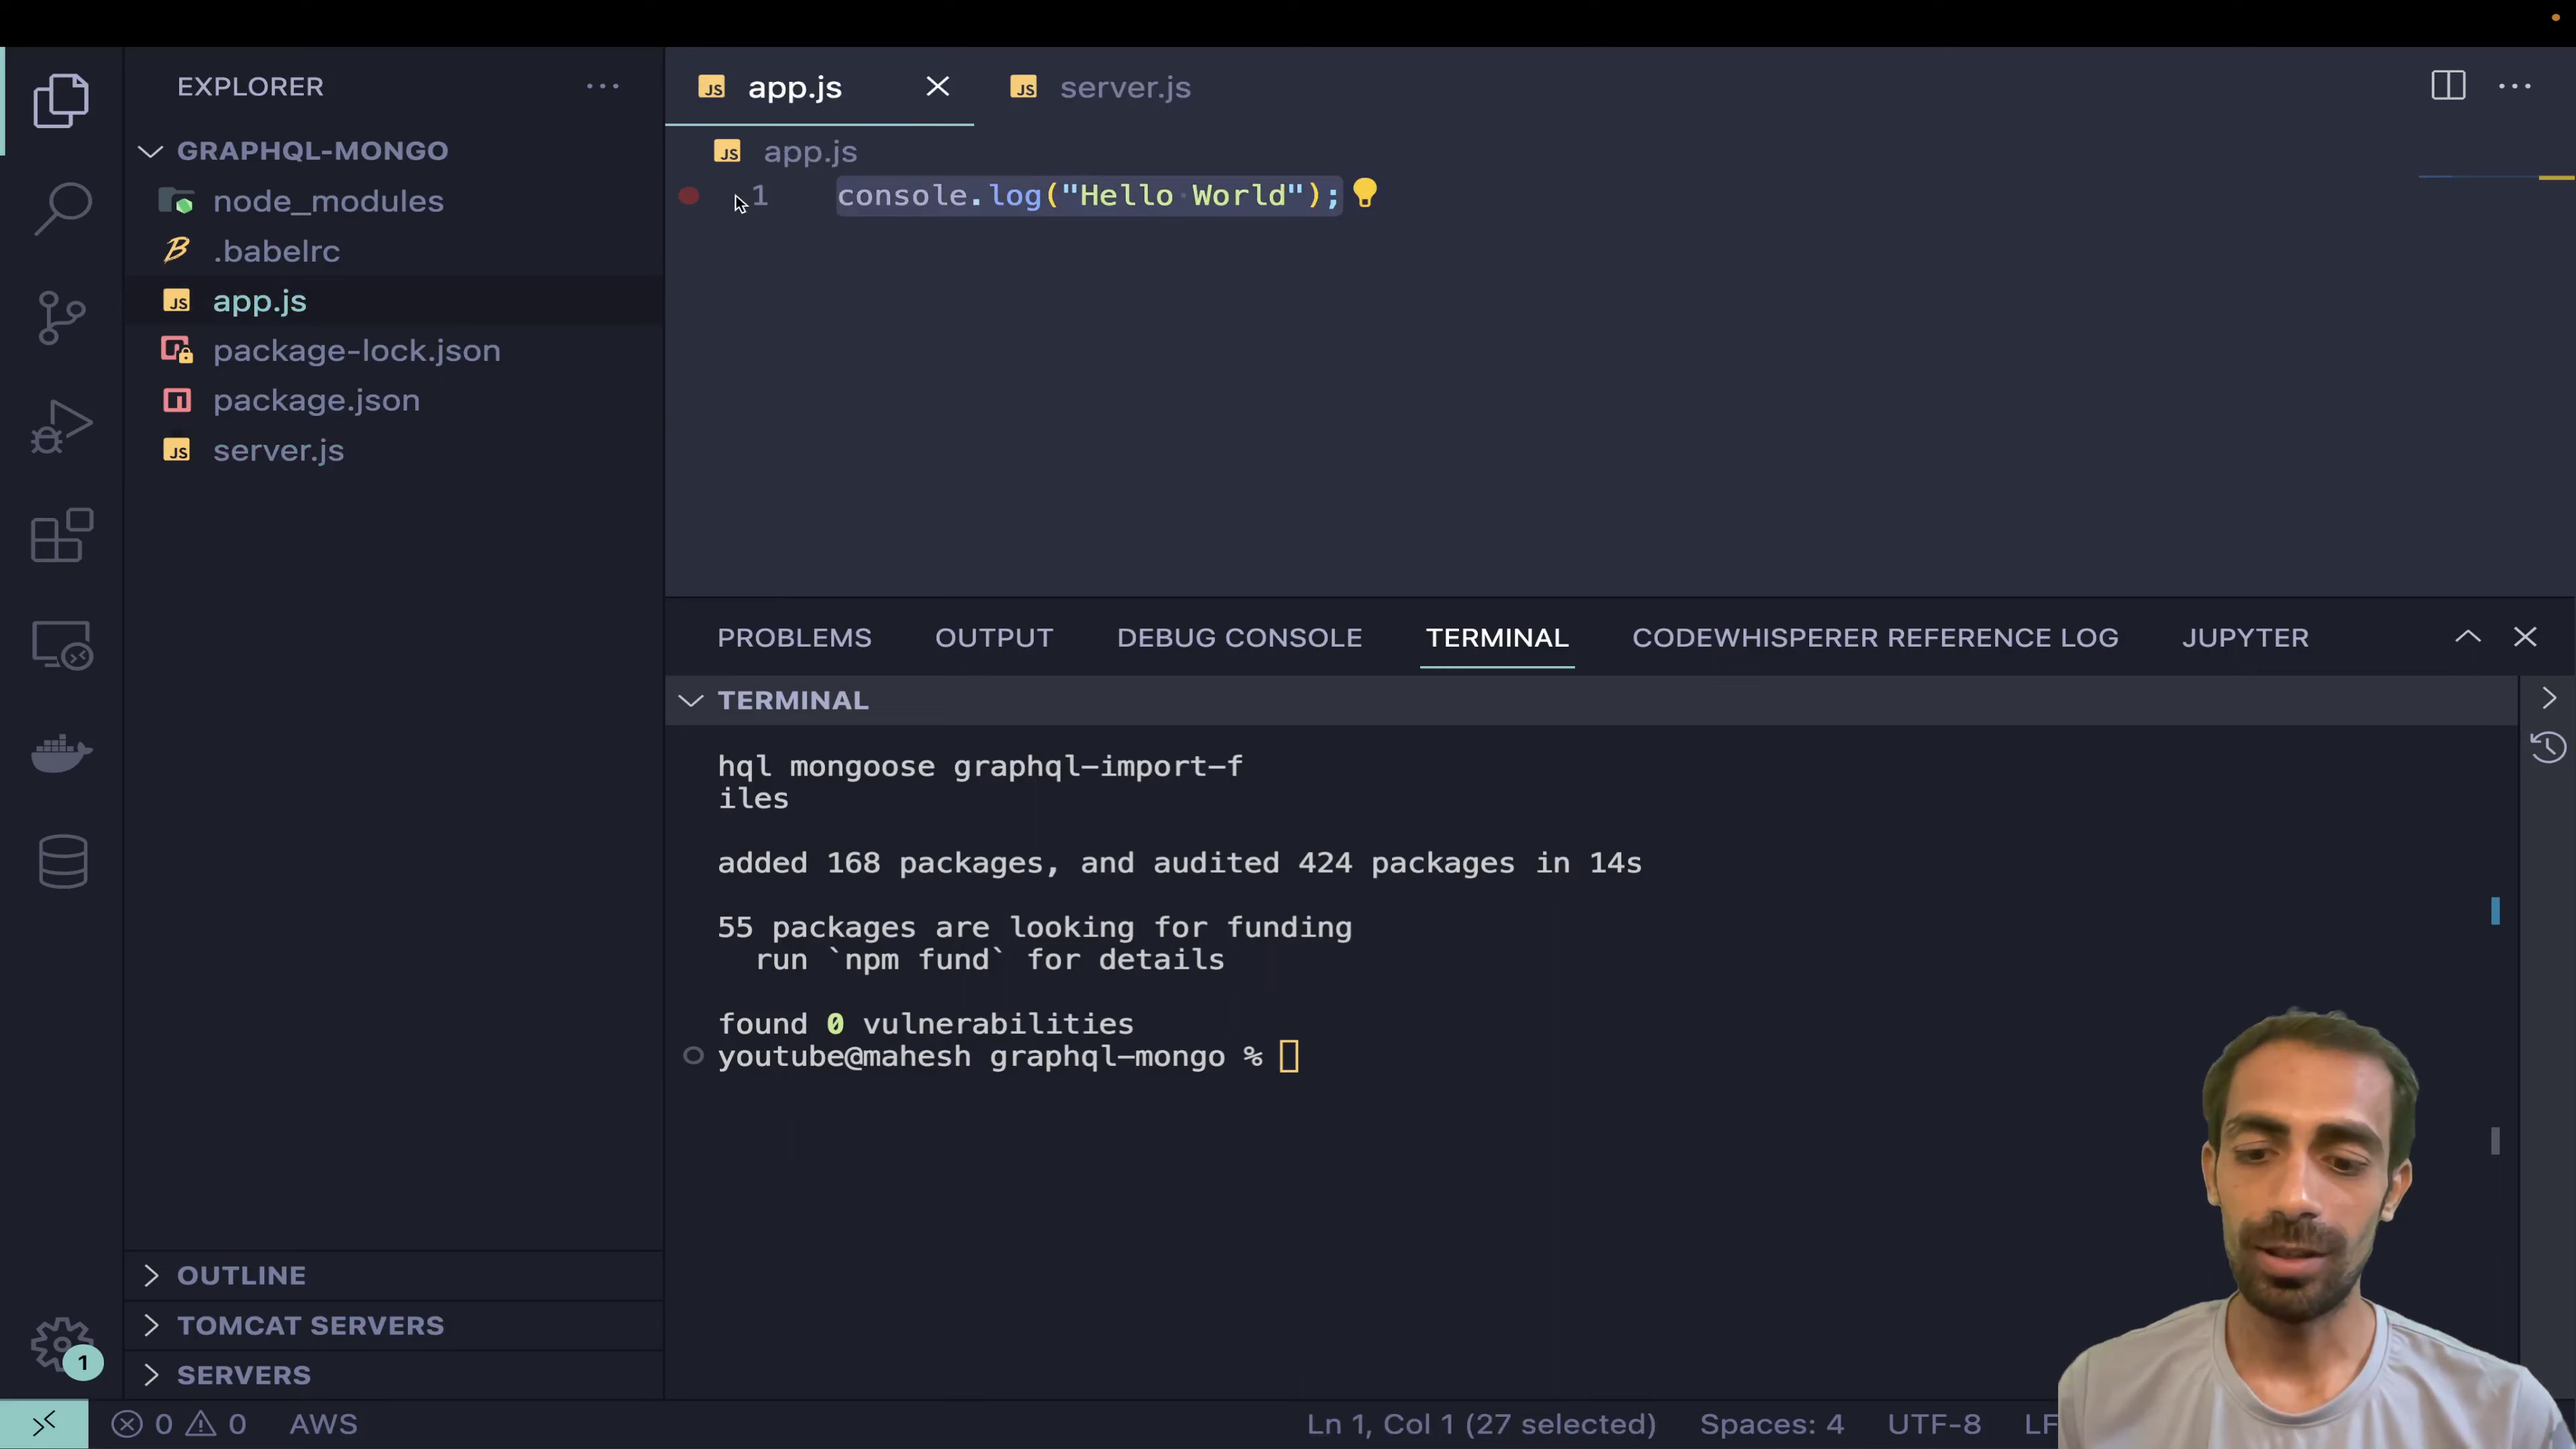 EXPLORER
GRAPHQL-MONGO
node_modules
.babelrc
app.js
package-lock.json
package.json
server.js
OUTLINE
TOMCAT SERVERS
SERVERS
1
JS app.js
JS server.js
JS app.js
1 console.log("Hello World");
PROBLEMS OUTPUT DEBUG CONSOLE TERMINAL CODEWHISPERER REFERENCE LOG JUPYTER
TERMINAL
hql mongoose graphql-import-f
iles
added 168 packages, and audited 424 packages in 14s
55 packages are looking for funding
run `npm fund` for details
found 0 vulnerabilities
youtube@mahesh graphql-mongo %
0 0 AWS Ln 1, Col 1 (27 selected) Spaces: 4 UTF-8 LF